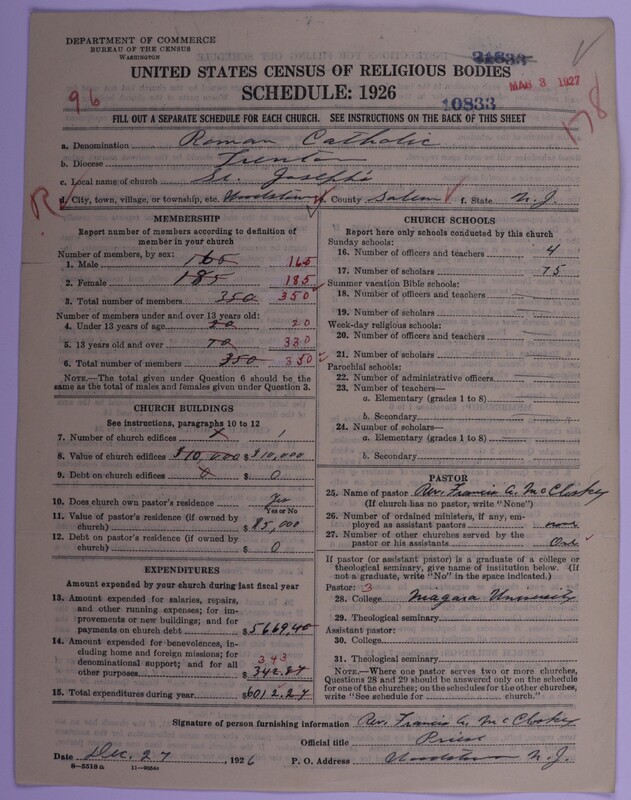 DEPARTMENT OF COMMERCE
BUREAU OF THE CENSUS
WASHINGTON
31833
MAR 3 1927
UNITED STATES CENSUS OF RELIGIOUS BODIES
96
SCHEDULE: 1926
10833
178
FILL OUT A SEPARATE SCHEDULE FOR EACH CHURCH. SEE INSTRUCTIONS ON THE BACK OF THIS SHEET
a. Denomination Roman Catholic
b. Diocese Trenton
c. Local name of church St. Joseph's
R
d. City, town, village, or township, etc. Woodstown e. County Salem f. State N. J.
MEMBERSHIP
Report number of members according to definition of member in your church
Number of members, by sex:
1. Male 165 165
2. Female 185 185
3. Total number of members 350 350
Number of members under and over 13 years old:
4. Under 13 years of age 20 20
5. 13 years old and over 70 330
6. Total number of members 350 350
NOTE.—The total given under Question 6 should be the same as the total of males and females given under Question 3.
CHURCH BUILDINGS
See instructions, paragraphs 10 to 12
7. Number of church edifices 1
8. Value of church edifices $10,000 $ $10,000
9. Debt on church edifices 0 $ 0
10. Does church own pastor's residence Yes
Yes or No
11. Value of pastor's residence (if owned by church) $ 85,000
12. Debt on pastor's residence (if owned by church) $ 0
EXPENDITURES
Amount expended by your church during last fiscal year
13. Amount expended for salaries, repairs, and other running expenses; for improvements or new buildings; and for payments on church debt $ 5669,40
14. Amount expended for benevolences, including home and foreign missions; for denominational support; and for all other purposes 343 $ 342.87
15. Total expenditures during year $ 6012.27
CHURCH SCHOOLS
Report here only schools conducted by this church
Sunday schools:
16. Number of officers and teachers 4
17. Number of scholars 75
Summer vacation Bible schools:
18. Number of officers and teachers
19. Number of scholars
Week-day religious schools:
20. Number of officers and teachers
21. Number of scholars
Parochial schools:
22. Number of administrative officers
23. Number of teachers—
a. Elementary (grades 1 to 8)
b. Secondary
24. Number of scholars—
a. Elementary (grades 1 to 8)
b. Secondary
PASTOR
25. Name of pastor Rev. Francis A. McCloskey
(If church has no pastor, write "None")
26. Number of ordained ministers, if any, employed as assistant pastors none
27. Number of other churches served by the pastor or his assistants One
If pastor (or assistant pastor) is a graduate of a college or theological seminary, give name of institution below. (If not a graduate, write "No" in the space indicated.)
Pastor: 3
28. College Niagara University
29. Theological seminary
Assistant pastor:
30. College
31. Theological seminary
NOTE.—Where one pastor serves two or more churches, Questions 28 and 29 should be answered only on the schedule for one of the churches; on the schedules for the other churches, write "See schedule for church."
Signature of person furnishing information Rev. Francis A. McCloskey
Official title Priest
Date Dec. 27, 1926 P. O. Address Woodstown N. J.
8—5518 a